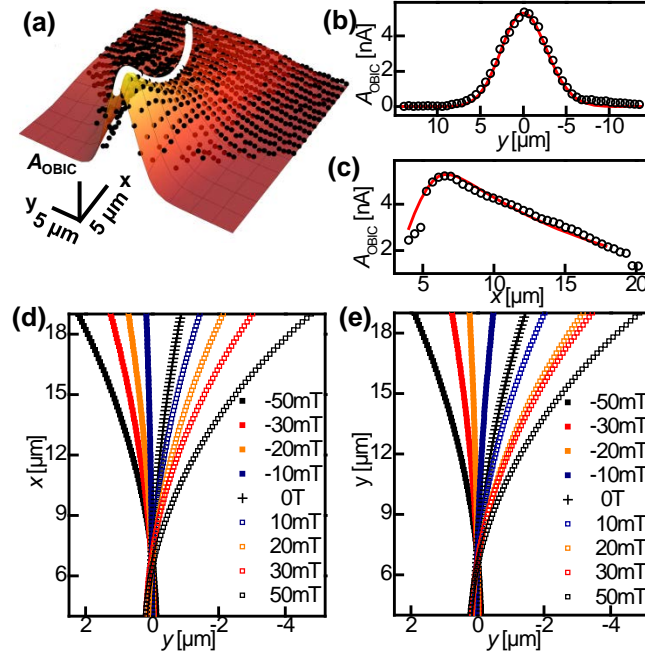 (a)
A_OBIC
y
x
5 μm
5 μm
(b)
A_OBIC [nA]
4
2
0
10
5
0
-5
-10
y [μm]
(c)
A_OBIC [nA]
4
2
5
10
15
20
x [μm]
(d)
x [μm]
18
15
12
9
6
-50mT
-30mT
-20mT
-10mT
0T
10mT
20mT
30mT
50mT
2
0
-2
-4
y [μm]
(e)
y [μm]
18
15
12
9
6
-50mT
-30mT
-20mT
-10mT
0T
10mT
20mT
30mT
50mT
2
0
-2
-4
y [μm]